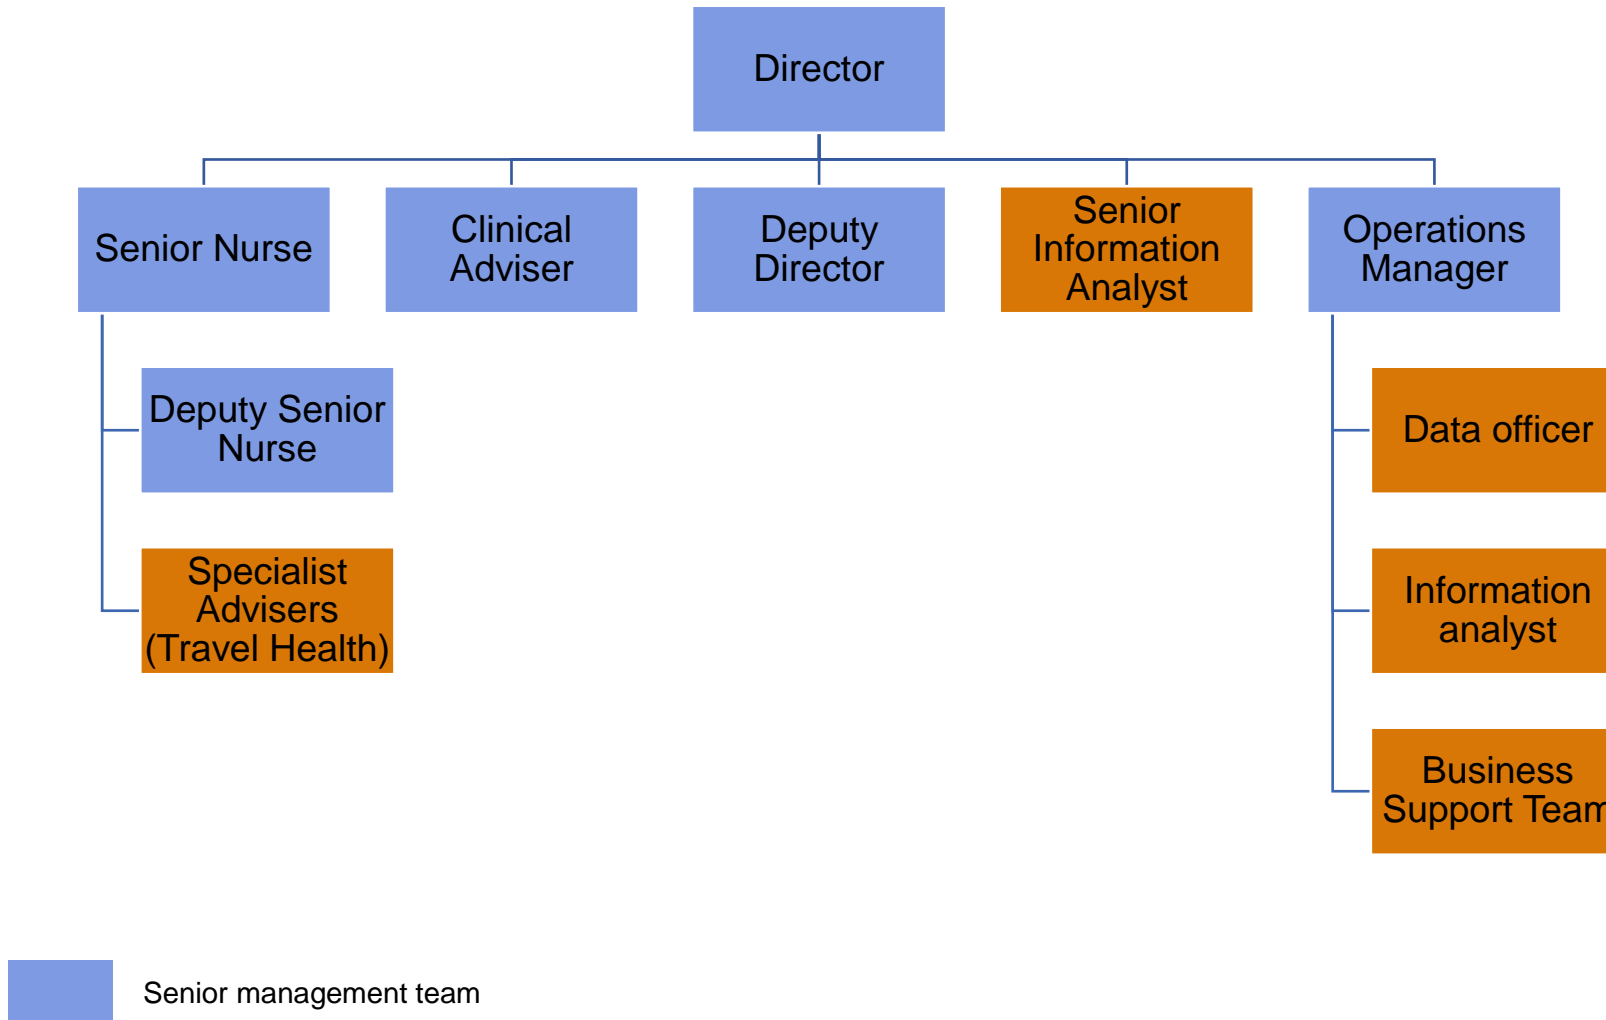 Director
Senior Nurse
Clinical
Adviser
Deputy
Director
Senior
Information
Analyst
Operations
Manager
Deputy Senior
Nurse
Data officer
Specialist
Advisers
(Travel Health)
Information
analyst
Business
Support Team
Senior management team